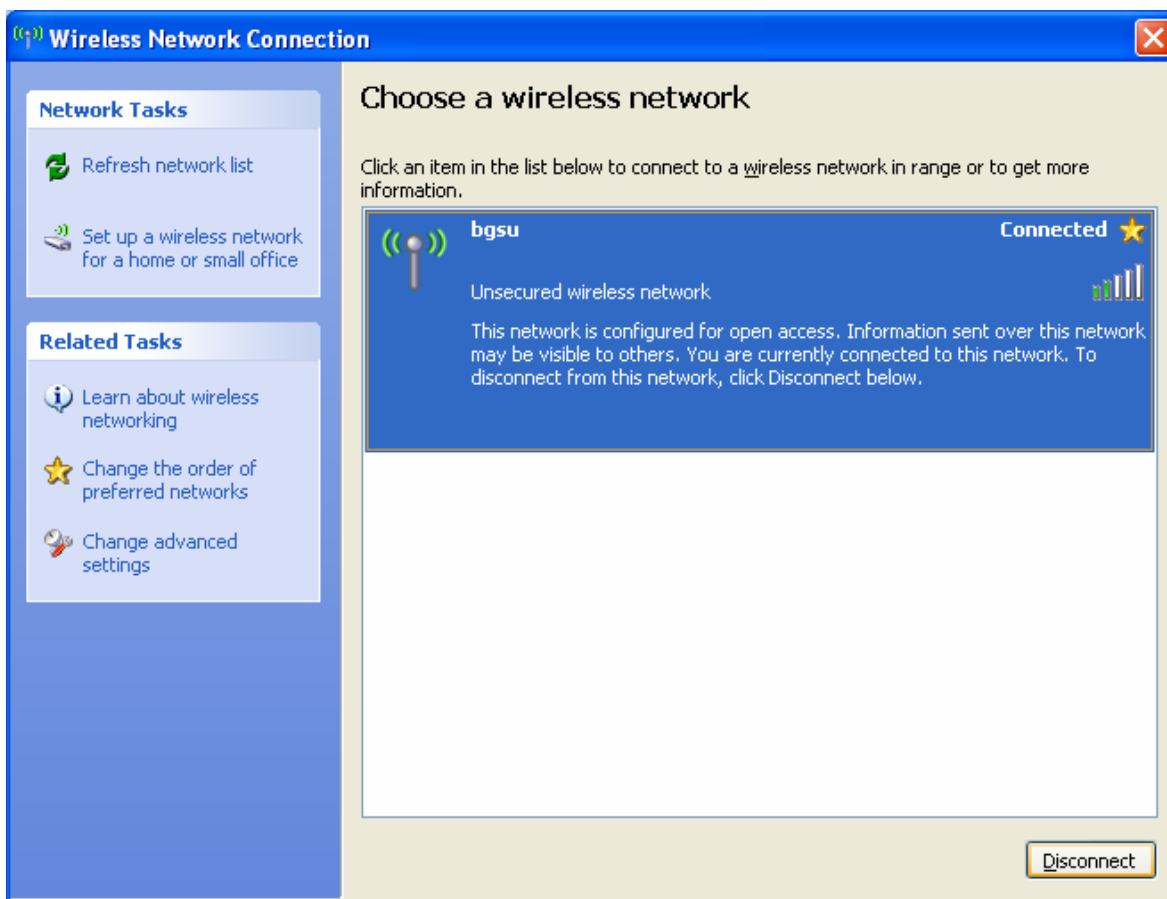 Wireless Network Connection
Network Tasks
Refresh network list
Set up a wireless network
for a home or small office
Related Tasks
Learn about wireless
networking
Change the order of
preferred networks
Change advanced
settings
Choose a wireless network
Click an item in the list below to connect to a wireless network in range or to get more
information.
bgsu
Connected
Unsecured wireless network
This network is configured for open access. Information sent over this network
may be visible to others. You are currently connected to this network. To
disconnect from this network, click Disconnect below.
Disconnect